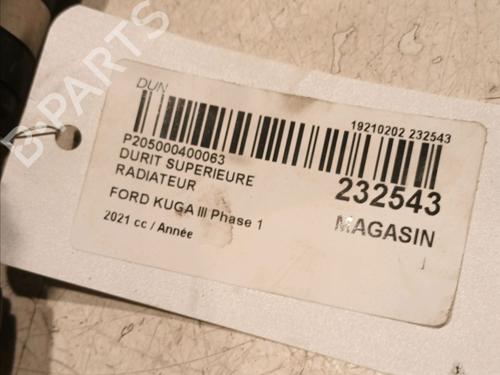 DUN
19210202 232543
P205000400063
DURIT SUPERIEURE
RADIATEUR
232543
FORD KUGA III Phase 1
MAGASIN
2021 cc / Année
B-PARTS